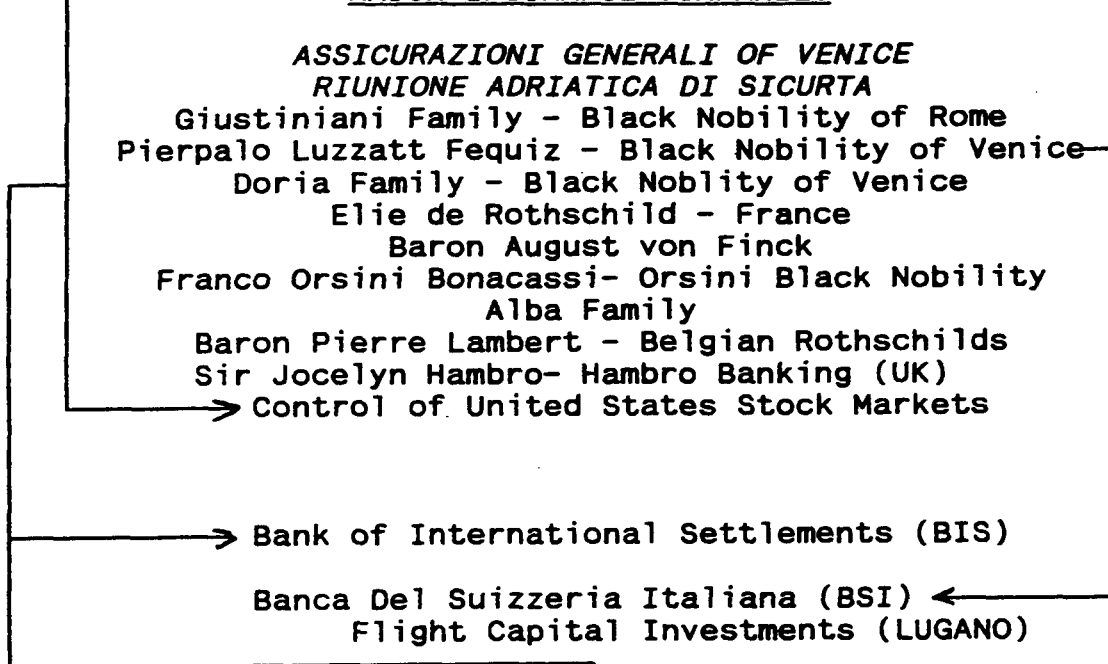 ASSICURAZIONI GENERALI OF VENICE
RIUNIONE ADRIATICA DI SICURTA
Giustiniani Family - Black Nobility of Rome
Pierpalo Luzzatt Fequiz - Black Nobility of Venice
Doria Family - Black Noblity of Venice
Elie de Rothschild - France
Baron August von Finck
Franco Orsini Bonacassi- Orsini Black Nobility
Alba Family
Baron Pierre Lambert - Belgian Rothschilds
Sir Jocelyn Hambro- Hambro Banking (UK)
Control of United States Stock Markets
Bank of International Settlements (BIS)
Banca Del Suizzeria Italiana (BSI)
Flight Capital Investments (LUGANO)